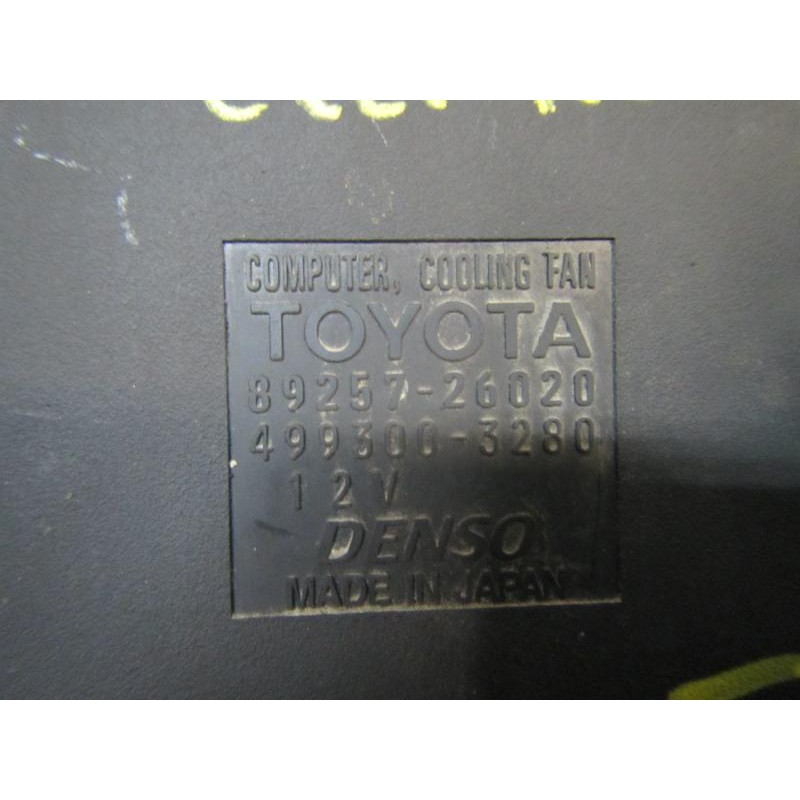 COMPUTER, COOLING FAN
TOYOTA
89257-26020
499300-3280
12V
DENSO
MADE IN JAPAN